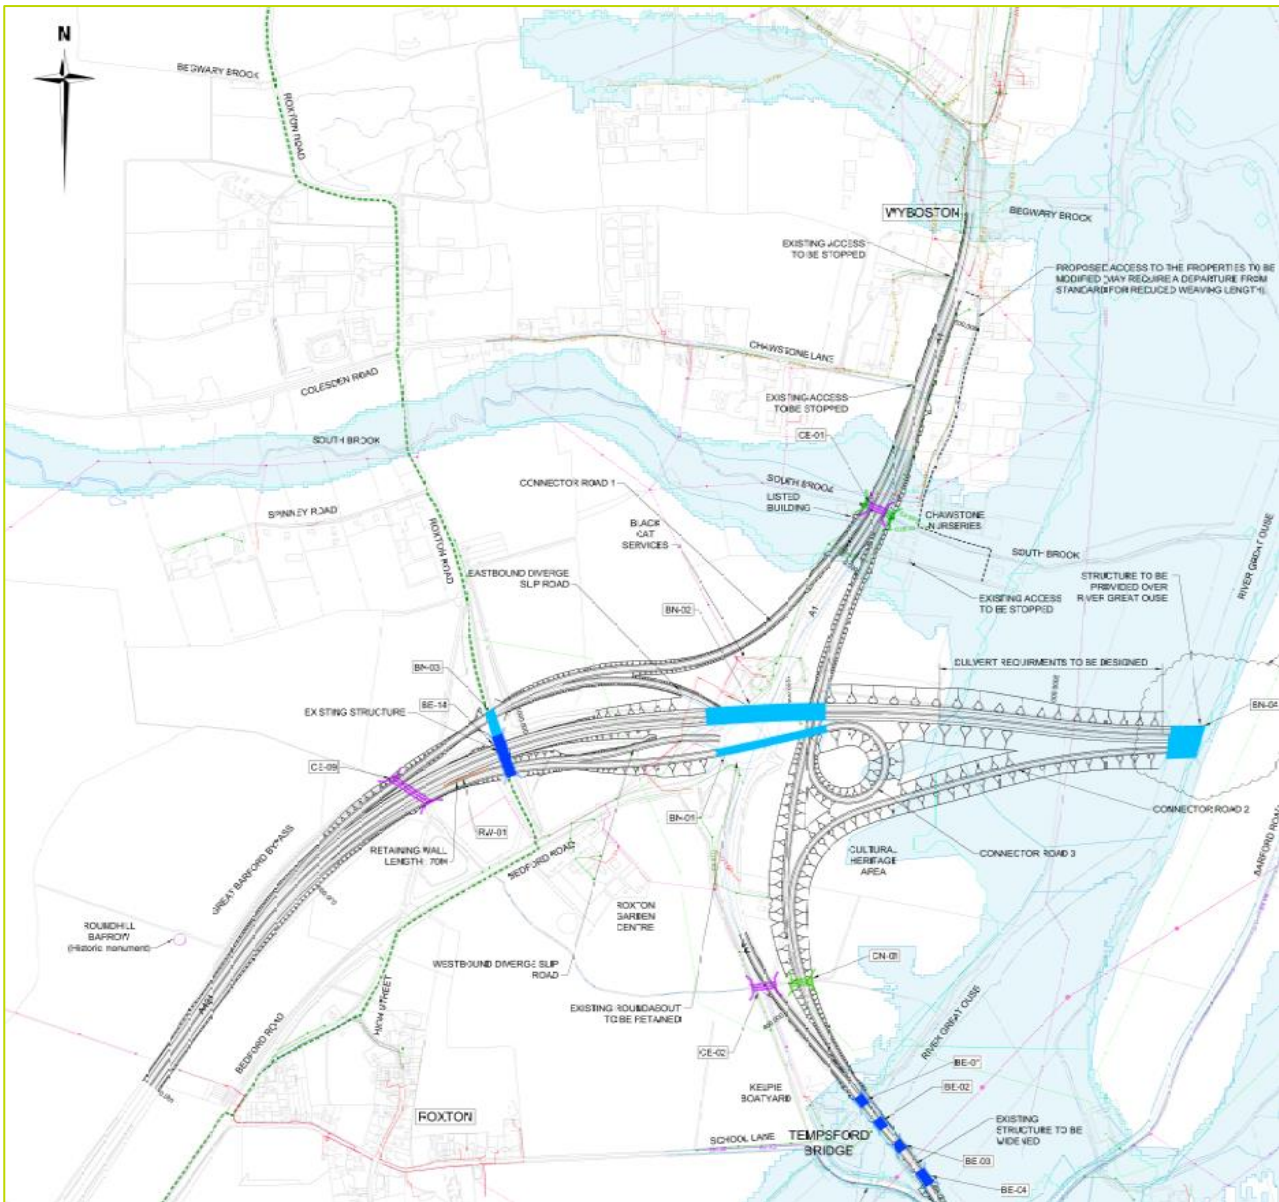 N
BEGWARY BROOK
ROXTON ROAD
WYBOSTON
BEGWARY BROOK
EXISTING ACCESS
TO BE STOPPED
PROPOSED ACCESS TO THE PROPERTIES TO BE
MODIFIED (MAY REQUIRE A DEPARTURE FROM
STANDARD FOR REDUCED WEAVING LENGTH)
CHAWSTONE LANE
COLESDEN ROAD
EXISTING ACCESS
TO BE STOPPED
CE-01
SOUTH BROOK
CONNECTOR ROAD 1
SOUTH BROOK
LISTED
BUILDING
SPINNEY ROAD
BLACK
CAT
SERVICES
CHAWSTONE
NURSERIES
ROXTON ROAD
SOUTH BROOK
RIVER GREAT OUSE
EASTBOUND DIVERGE
SLIP ROAD
STRUCTURE TO BE
PROVIDED OVER
RIVER GREAT OUSE
EXISTING ACCESS
TO BE STOPPED
BN-02
A1
BN-03
CULVERT REQUIRMENTS TO BE DESIGNED
BE-14
BN-04
EXISTING STRUCTURE
CE-09
CONNECTOR ROAD 2
BN-01
RW-01
RETAINING WALL
LENGTH: 70M
GREAT BARFORD BYPASS
BEDFORD ROAD
CULTURAL
HERITAGE
AREA
CONNECTOR ROAD 3
BARFORD ROAD
ROXTON
GARDEN
CENTRE
ROUNDHILL
BARROW
(Historic monument)
WESTBOUND DIVERGE SLIP
ROAD
CN-01
A421
HIGH STREET
EXISTING ROUNDABOUT
TO BE RETAINED
RIVER GREAT OUSE
BEDFORD ROAD
CE-02
BE-01
BE-02
KELPIE
BOATYARD
ROXTON
EXISTING
STRUCTURE TO BE
WIDENED
SCHOOL LANE
TEMPSFORD
BRIDGE
BE-03
BE-04